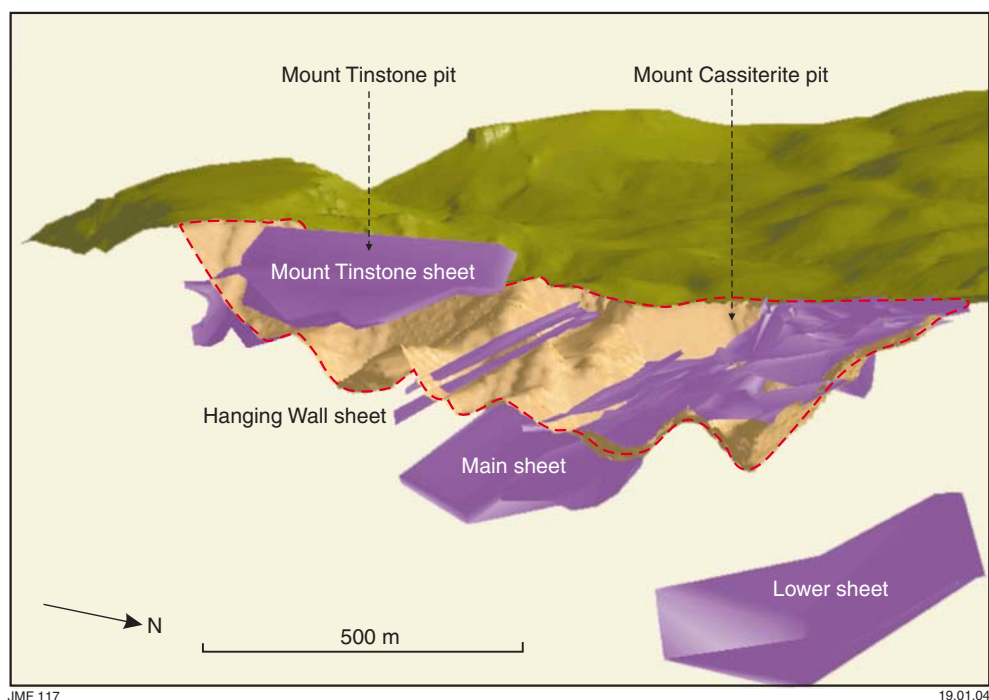 Mount Tinstone pit
Mount Cassiterite pit
Mount Tinstone sheet
Hanging Wall sheet
Main sheet
Lower sheet
N
500 m
JMF 117
19.01.04